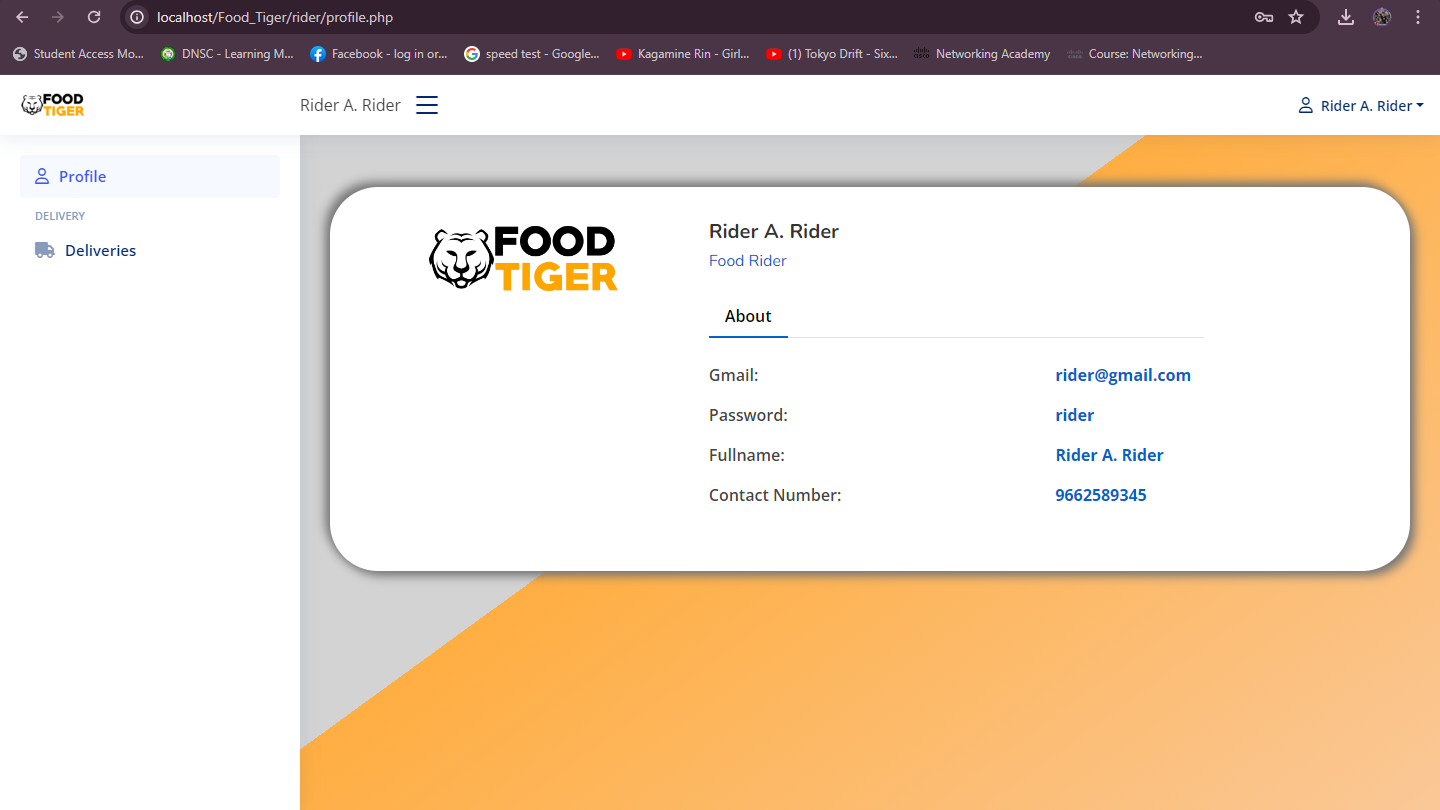 localhost/Food_Tiger/rider/profile.php
Student Access Mo... DNSC - Learning M... Facebook - log in or... speed test - Google... Kagamine Rin - Girl... (1) Tokyo Drift - Six... Networking Academy Course: Networking...
FOOD TIGER Rider A. Rider Rider A. Rider
Profile
DELIVERY
Deliveries
FOOD
TIGER
Rider A. Rider
Food Rider
About
Gmail: rider@gmail.com
Password: rider
Fullname: Rider A. Rider
Contact Number: 9662589345